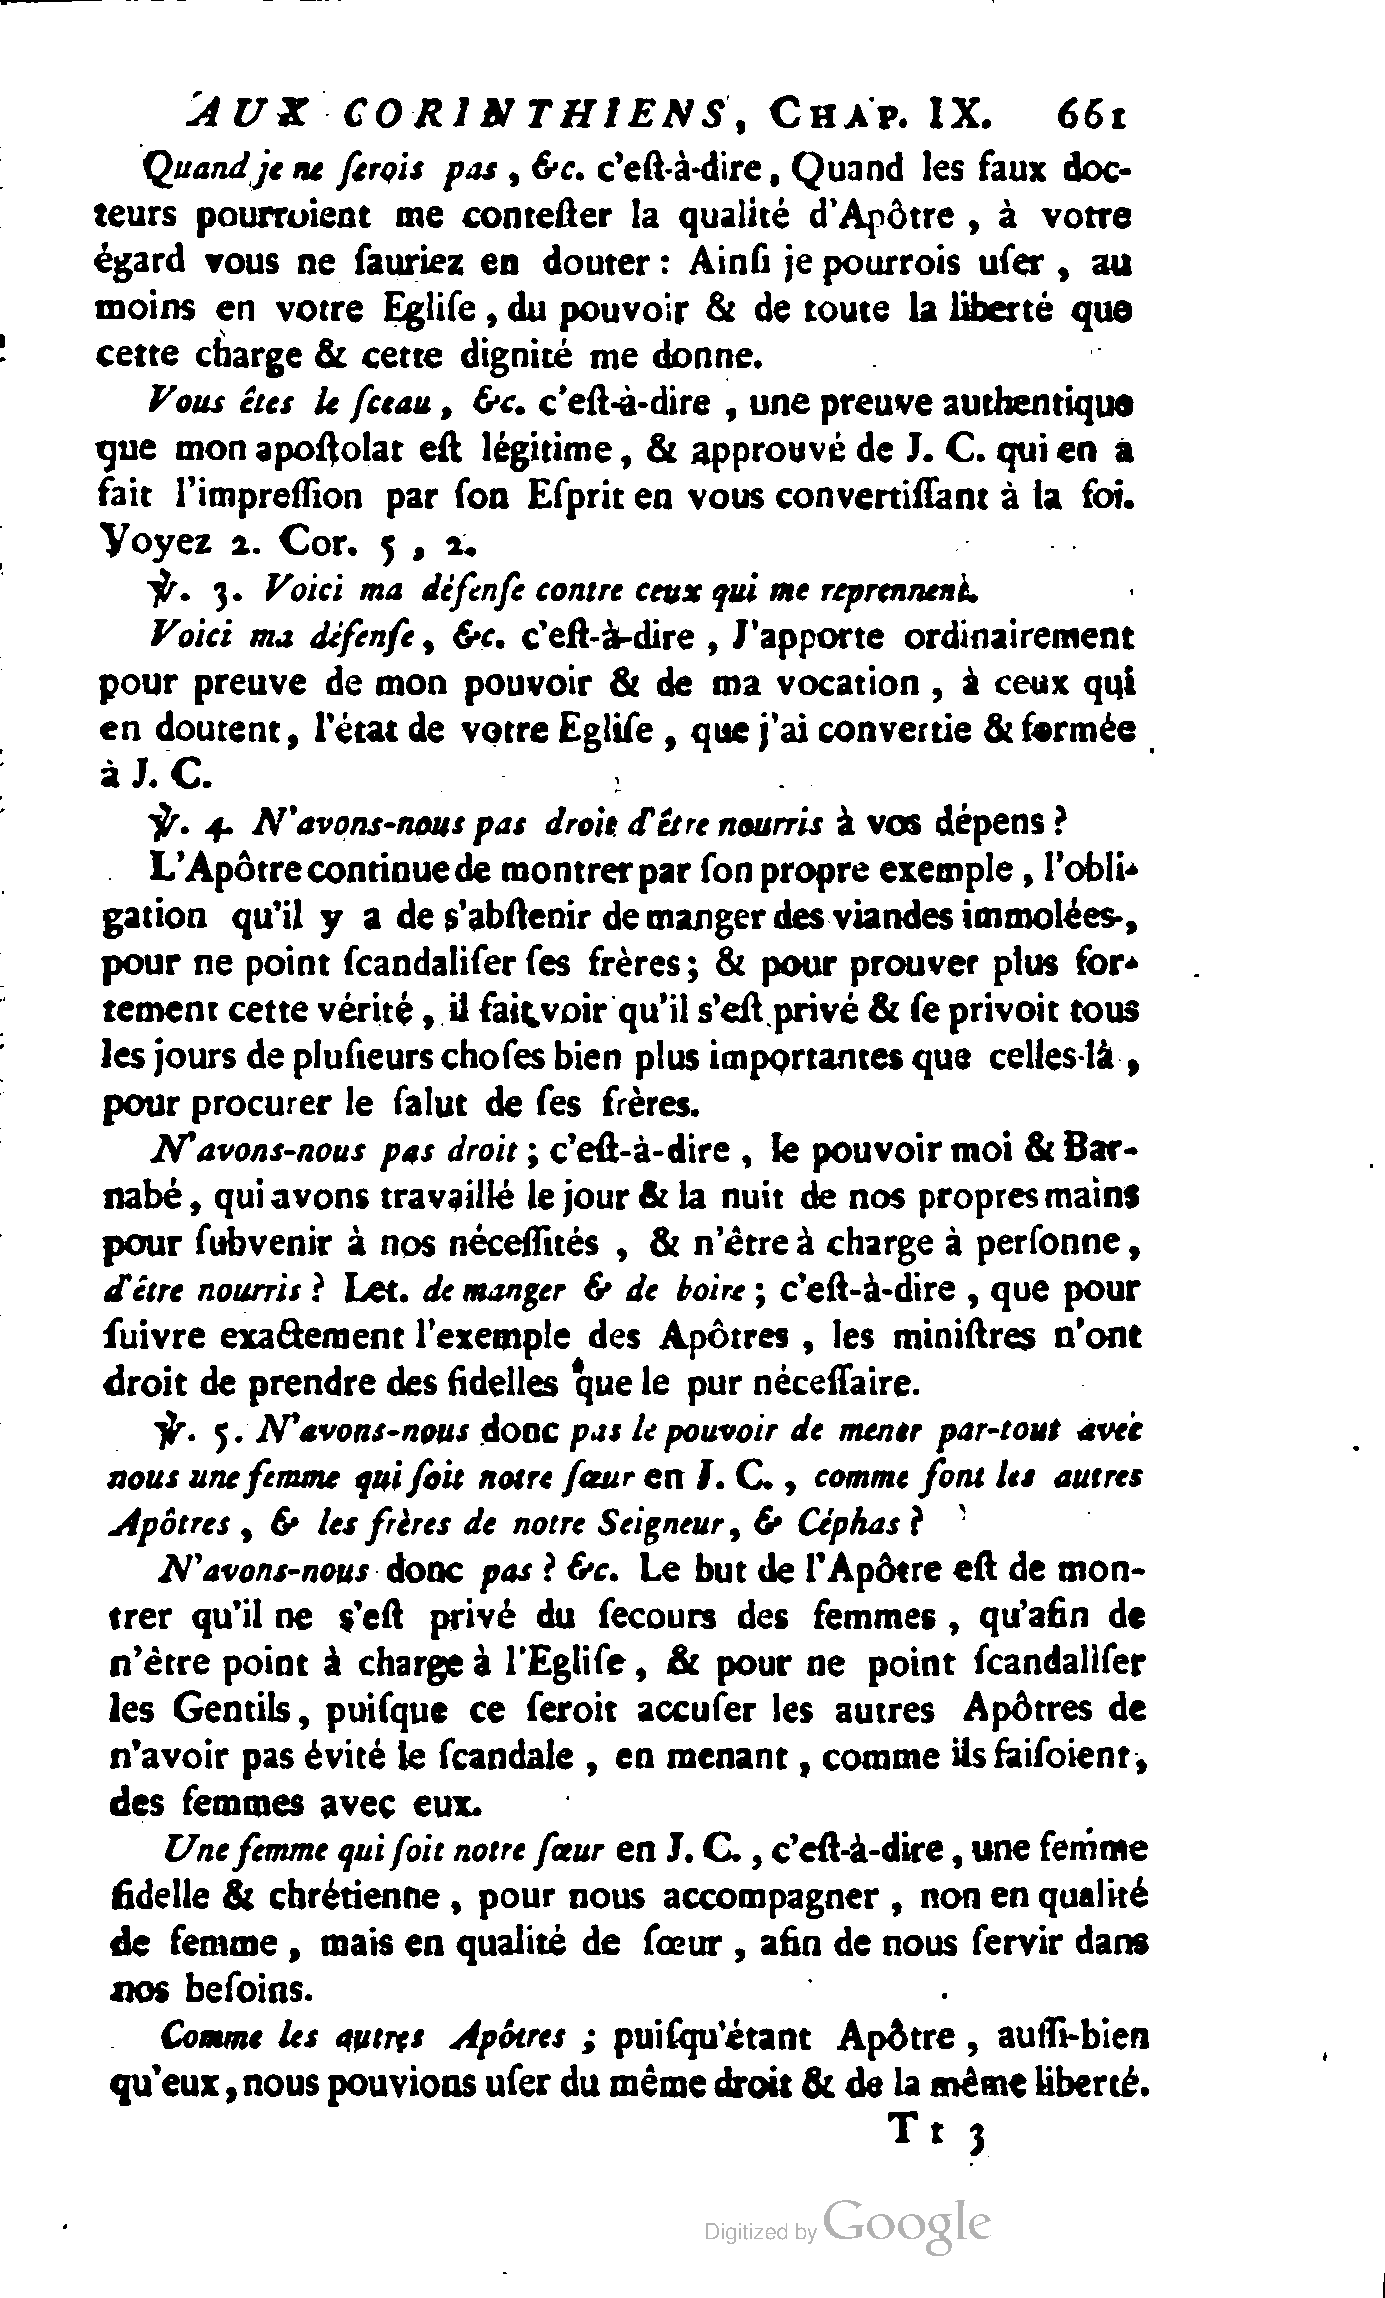 AUX CORINTHIENS, CHAP. IX. 661
Quand je ne ſerois pas, &c. c'eſt-à-dire, Quand les faux doc-
teurs pourroient me conteſter la qualité d'Apôtre, à votre
égard vous ne ſauriez en douter : Ainſi je pourrois uſer, au
moins en votre Egliſe, du pouvoir & de toute la liberté que
cette charge & cette dignité me donne.
Vous êtes le ſceau, &c. c'eſt-à-dire, une preuve authentique
que mon apoſtolat eſt légitime, & approuvé de J. C. qui en a
fait l'impreſſion par ſon Eſprit en vous convertiſſant à la foi.
Voyez 2. Cor. 5, 2.
℣. 3. Voici ma défenſe contre ceux qui me reprennent.
Voici ma défenſe, &c. c'eſt-à-dire, J'apporte ordinairement
pour preuve de mon pouvoir & de ma vocation, à ceux qui
en doutent, l'état de votre Egliſe, que j'ai convertie & formée
à J. C.
℣. 4. N'avons-nous pas droit d'être nourris à vos dépens ?
L'Apôtre continue de montrer par ſon propre exemple, l'obli-
gation qu'il y a de s'abſtenir de manger des viandes immolées,
pour ne point ſcandaliſer ſes frères; & pour prouver plus for-
tement cette vérité, il fait voir qu'il s'eſt privé & ſe privoit tous
les jours de pluſieurs choſes bien plus importantes que celles-là,
pour procurer le ſalut de ſes frères.
N'avons-nous pas droit ; c'eſt-à-dire, le pouvoir moi & Bar-
nabé, qui avons travaillé le jour & la nuit de nos propres mains
pour ſubvenir à nos néceſſités, & n'être à charge à perſonne,
d'être nourris ? Let. de manger & de boire ; c'eſt-à-dire, que pour
ſuivre exactement l'exemple des Apôtres, les miniſtres n'ont
droit de prendre des fidelles que le pur néceſſaire.
℣. 5. N'avons-nous donc pas le pouvoir de mener par-tout avec
nous une femme qui ſoit notre ſœur en J. C., comme font les autres
Apôtres, & les frères de notre Seigneur, & Céphas ?
N'avons-nous donc pas ? &c. Le but de l'Apôtre eſt de mon-
trer qu'il ne s'eſt privé du ſecours des femmes, qu'afin de
n'être point à charge à l'Egliſe, & pour ne point ſcandaliſer
les Gentils, puiſque ce ſeroit accuſer les autres Apôtres de
n'avoir pas évité le ſcandale, en menant, comme ils faiſoient,
des femmes avec eux.
Une femme qui ſoit notre ſœur en J. C., c'eſt-à-dire, une femme
fidelle & chrétienne, pour nous accompagner, non en qualité
de femme, mais en qualité de ſœur, afin de nous ſervir dans
nos beſoins.
Comme les autres Apôtres ; puiſqu'étant Apôtre, auſſi-bien
qu'eux, nous pouvions uſer du même droit & de la même liberté.
T t 3
Digitized by Google